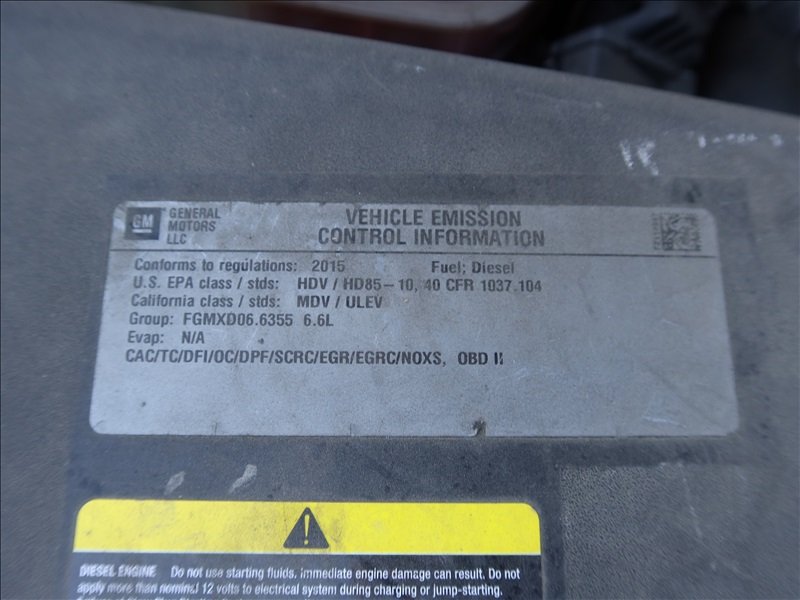 GM
GENERAL
MOTORS
LLC
VEHICLE EMISSION
CONTROL INFORMATION
Conforms to regulations: 2015 Fuel: Diesel
U.S. EPA class / stds: HDV / HD85-10, 40 CFR 1037.104
California class / stds: MDV / ULEV
Group: FGMXD06.6355 6.6L
Evap: N/A
CAC/TC/DFI/OC/DPF/SCRC/EGR/EGRC/NOXS, OBD II
DIESEL ENGINE Do not use starting fluids. Immediate engine damage can result. Do not
apply more than nominal 12 volts to electrical system during charging or jump-starting.